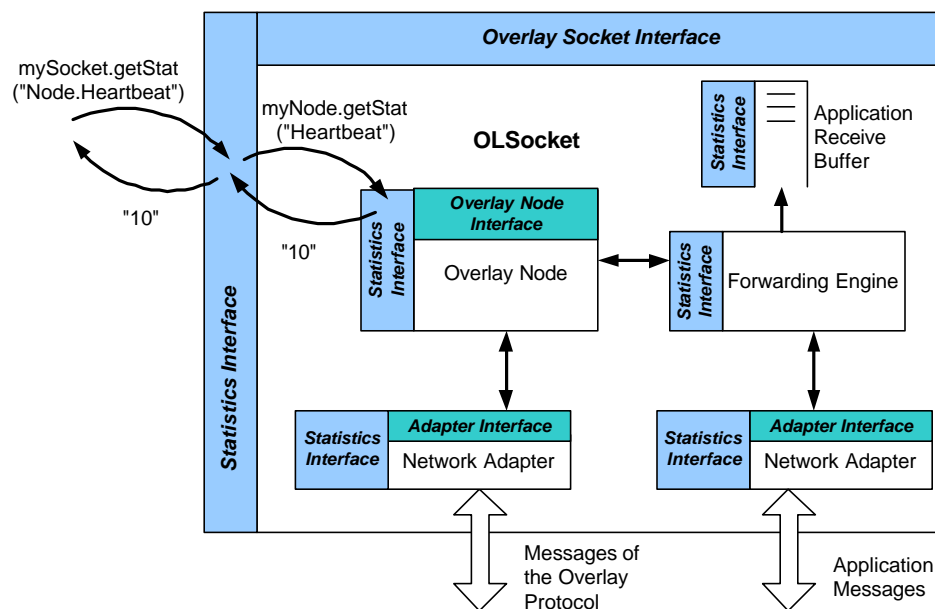 Overlay Socket Interface
mySocket.getStat
("Node.Heartbeat")
myNode.getStat
("Heartbeat")
"10"
"10"
Statistics Interface
OLSocket
Statistics
Interface
Application
Receive
Buffer
Statistics
Interface
Overlay Node
Interface
Overlay Node
Statistics
Interface
Forwarding Engine
Statistics
Interface
Adapter Interface
Network Adapter
Statistics
Interface
Adapter Interface
Network Adapter
Messages of
the Overlay
Protocol
Application
Messages